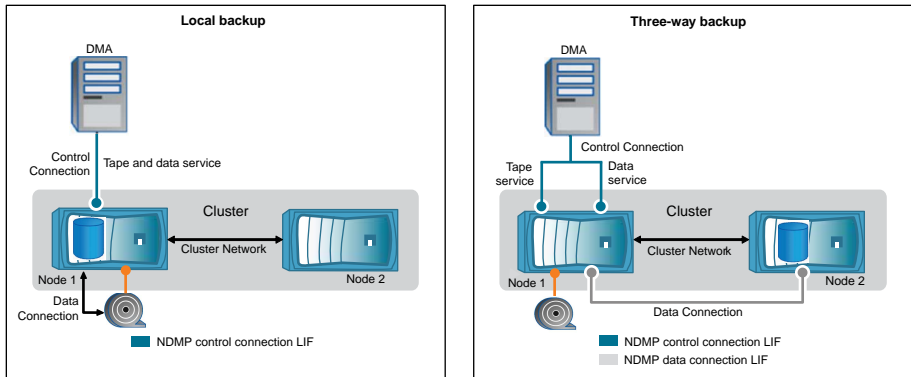 Local backup
DMA
Control
Connection
Tape and data service
Cluster
Cluster Network
Node 1
Node 2
Data
Connection
NDMP control connection LIF
Three-way backup
DMA
Control Connection
Tape
service
Data
service
Cluster
Cluster Network
Node 1
Node 2
Data Connection
NDMP control connection LIF
NDMP data connection LIF